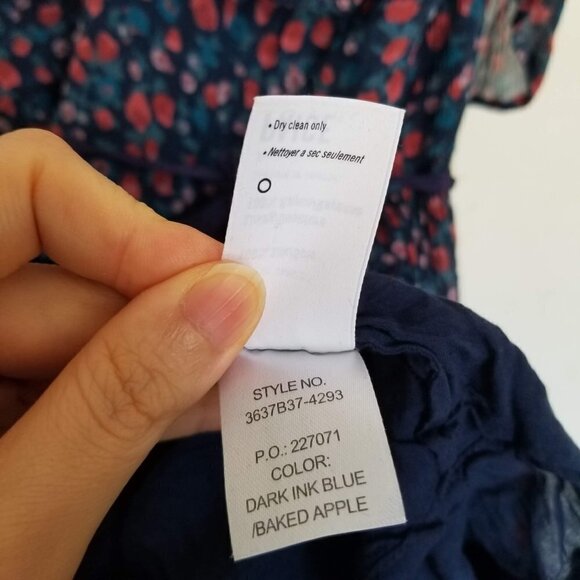 • Dry clean only
• Nettoyer a sec seulement
STYLE NO.
3637B37-4293
P.O.: 227071
COLOR:
DARK INK BLUE
/BAKED APPLE